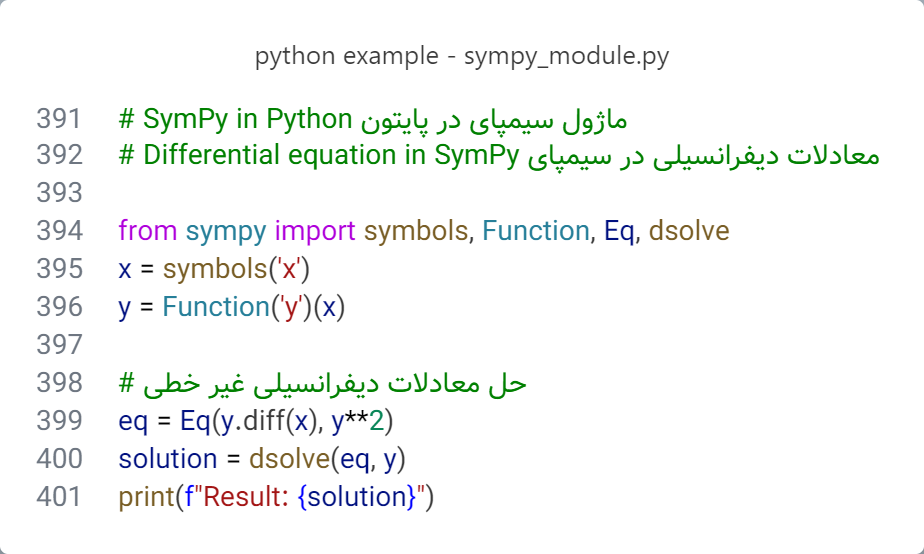 python example - sympy_module.py
391 # SymPy in Python ماژول سیمپای در پایتون
392 # Differential equation in SymPy معادلات دیفرانسیلی در سیمپای
393
394 from sympy import symbols, Function, Eq, dsolve
395 x = symbols('x')
396 y = Function('y')(x)
397
398 # حل معادلات دیفرانسیلی غیر خطی
399 eq = Eq(y.diff(x), y**2)
400 solution = dsolve(eq, y)
401 print(f"Result: {solution}")